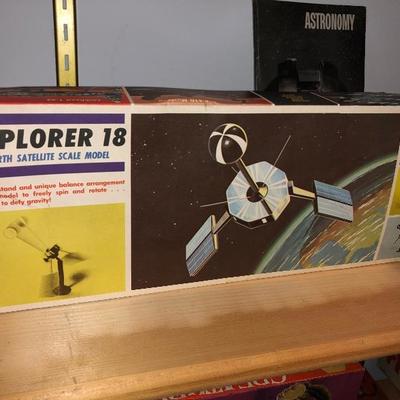 ASTRONOMY
PLORER 18
RTH SATELLITE SCALE MODEL
stand and unique balance arrangement
model to freely spin and rotate . . .
to defy gravity!